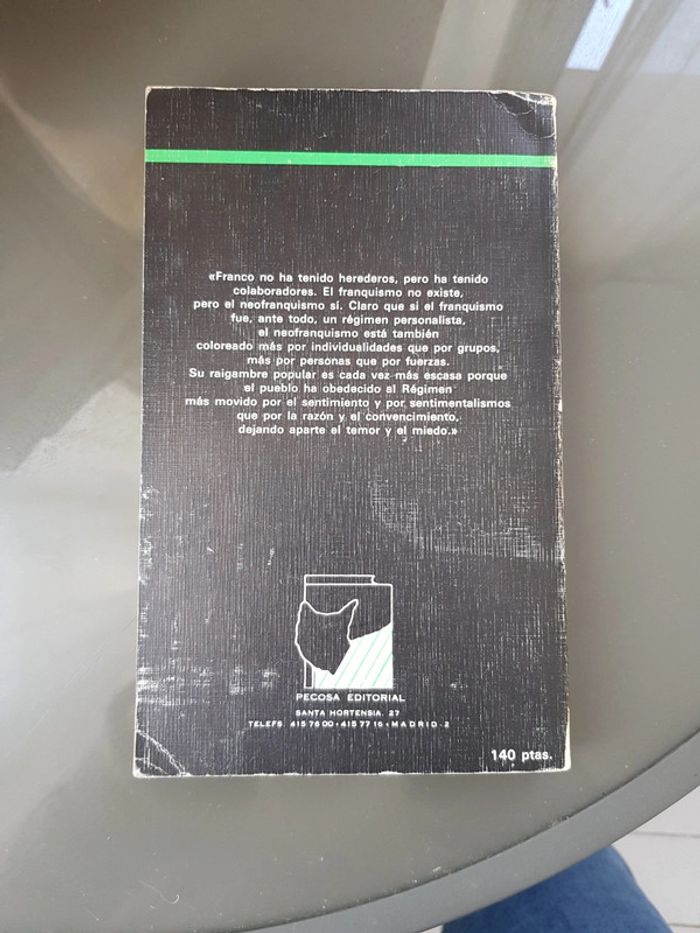 «Franco no ha tenido herederos, pero ha tenido
colaboradores. El franquismo no existe,
pero el neofranquismo sí. Claro que si el franquismo
fue, ante todo, un régimen personalista,
el neofranquismo está también
coloreado más por individualidades que por grupos,
más por personas que por fuerzas.
Su raigambre popular es cada vez más escasa porque
el pueblo ha obedecido al Régimen
más movido por el sentimiento y por sentimentalismos
que por la razón y el convencimiento,
dejando aparte el temor y el miedo.»
PECOSA EDITORIAL
SANTA HORTENSIA, 27
TELEFS. 415 76 00 - 415 77 16 - MADRID-2
140 ptas.